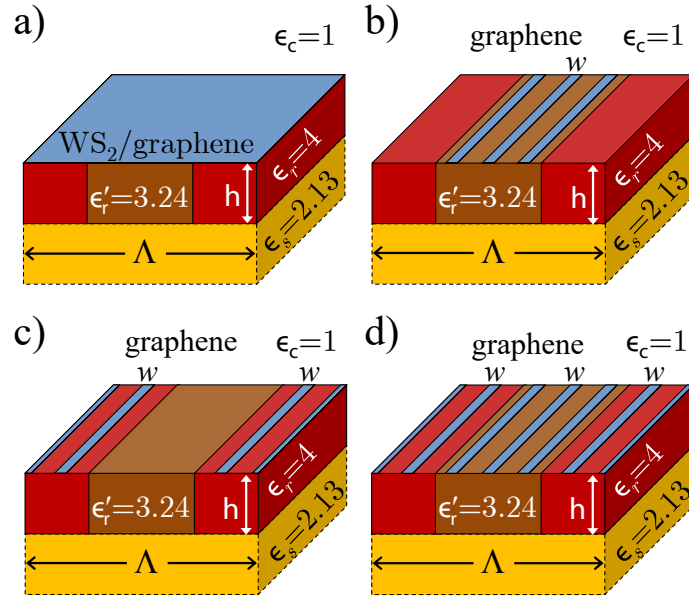 a)
ϵc=1
WS₂/graphene
ϵ′r=3.24
h
ϵr=4
ϵs=2.13
Λ
b)
graphene
ϵc=1
w
ϵ′r=3.24
h
ϵr=4
ϵs=2.13
Λ
c)
graphene
ϵc=1
w
w
ϵ′r=3.24
h
ϵr=4
ϵs=2.13
Λ
d)
graphene
ϵc=1
w
w
w
ϵ′r=3.24
h
ϵr=4
ϵs=2.13
Λ